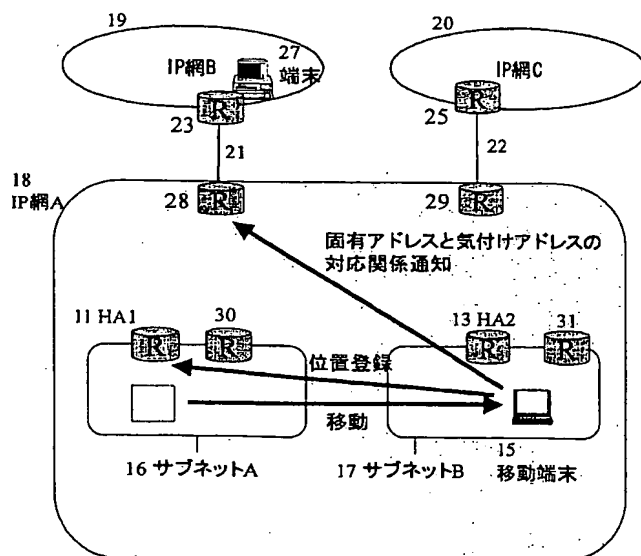 19
27
IP網B
端末
R
23
21
20
IP網C
R
25
22
18
IP網A
28
R
29
R
固有アドレスと気付けアドレスの
対応関係通知
11 HA1
R
30
R
13 HA2
R
31
R
位置登録
移動
16 サブネットA
17 サブネットB
15
移動端末